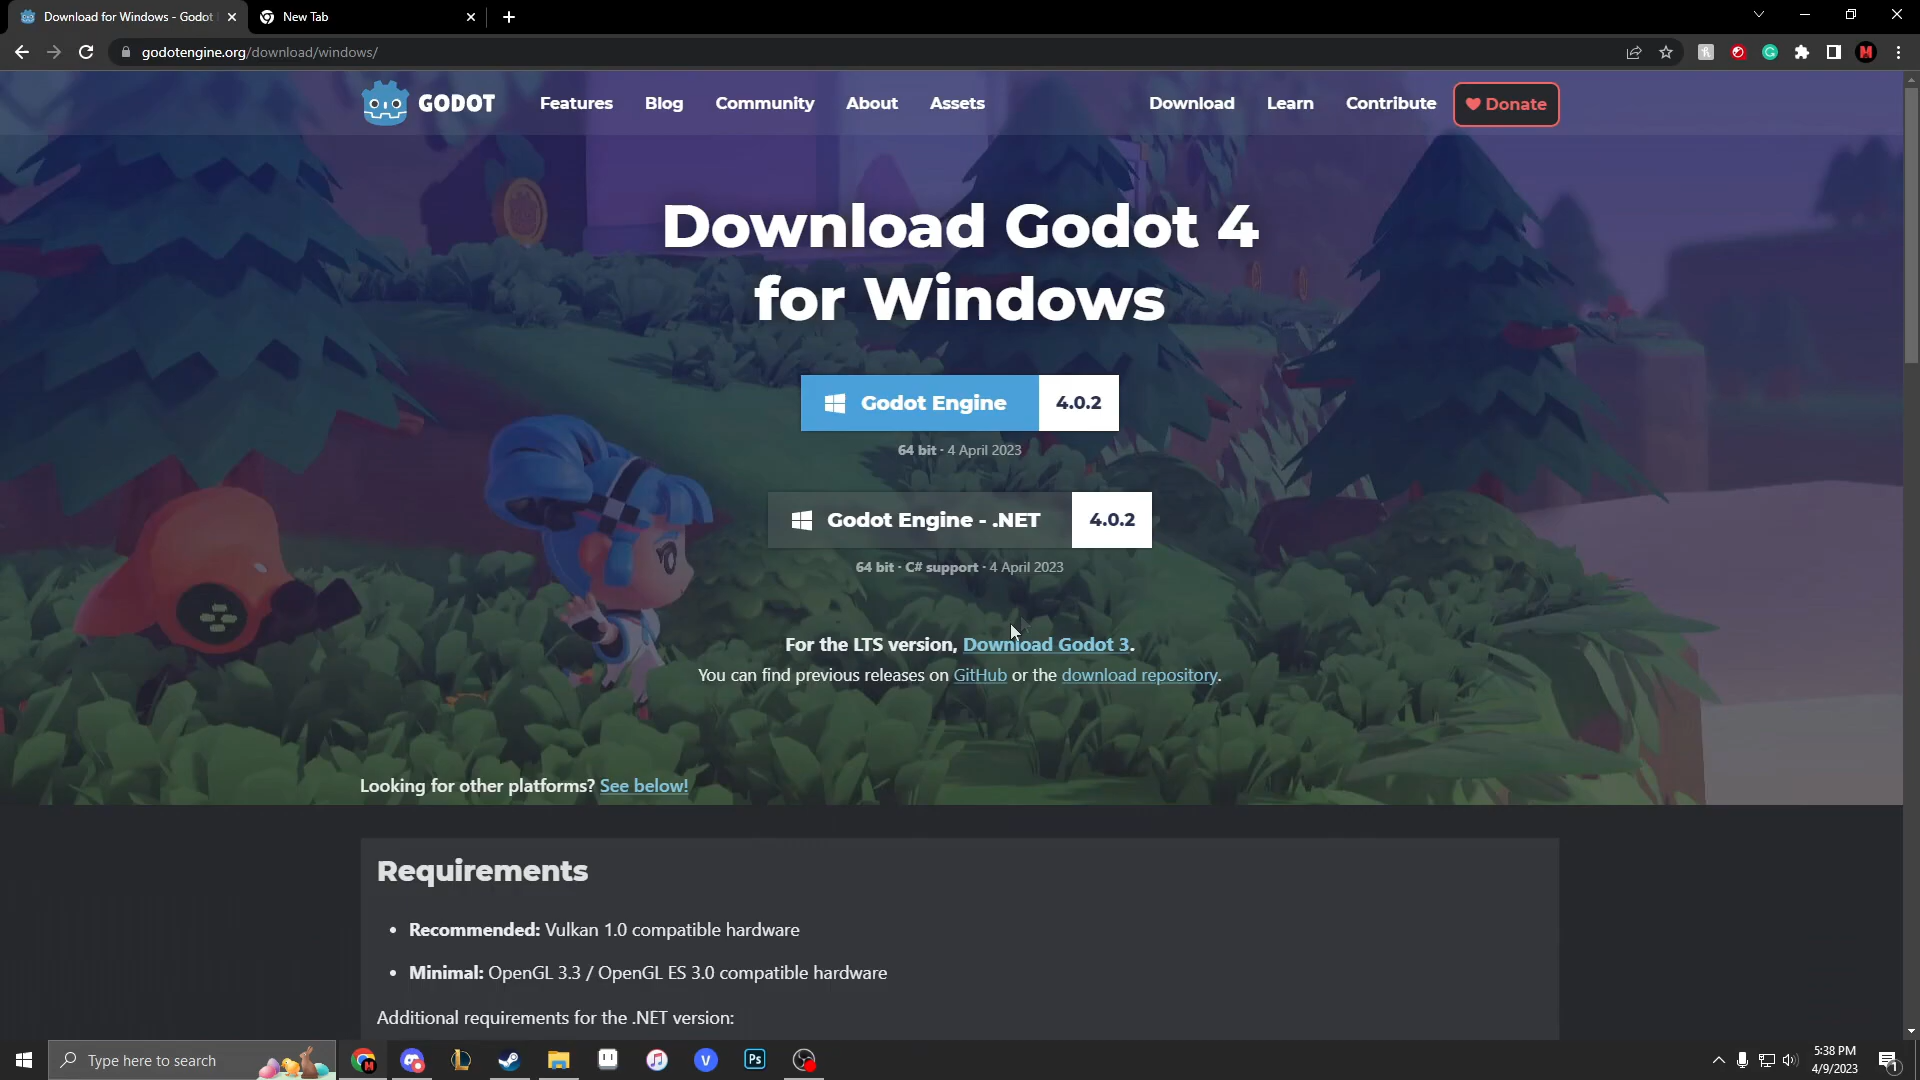 Download for Windows - Godot
New Tab
godotengine.org/download/windows/
GODOT
Features
Blog
Community
About
Assets
Download
Learn
Contribute
Donate
Download Godot 4
for Windows
Godot Engine
4.0.2
64 bit · 4 April 2023
Godot Engine - .NET
4.0.2
64 bit · C# support · 4 April 2023
For the LTS version, Download Godot 3.
You can find previous releases on GitHub or the download repository.
Looking for other platforms? See below!
Requirements
• Recommended: Vulkan 1.0 compatible hardware
• Minimal: OpenGL 3.3 / OpenGL ES 3.0 compatible hardware
Additional requirements for the .NET version:
Type here to search
V
Ps
5:38 PM
4/9/2023
1